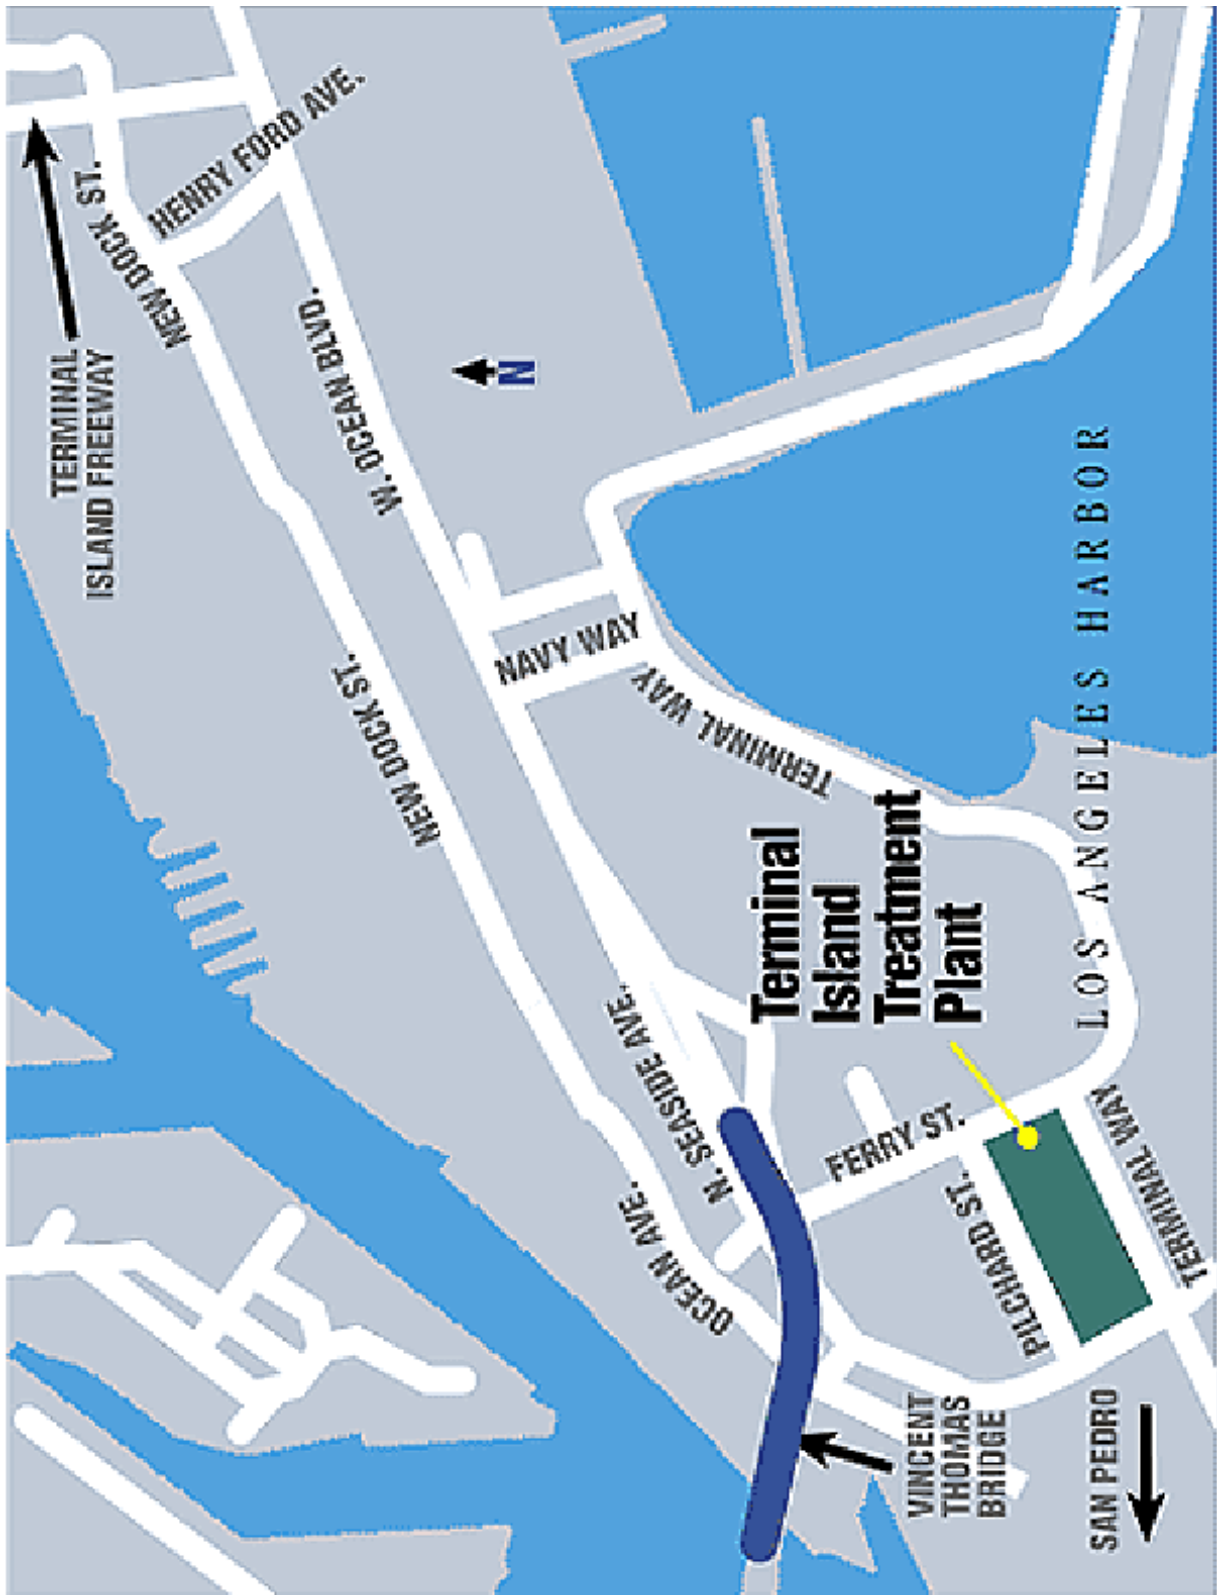 TERMINAL
ISLAND FREEWAY
NEW DOCK ST.
HENRY FORD AVE.
W. OCEAN BLVD.
N
NEW DOCK ST.
NAVY WAY
TERMINAL WAY
LOS ANGELES HARBOR
Terminal
Island
Treatment
Plant
N. SEASIDE AVE.
OCEAN AVE.
FERRY ST.
PILCHARD ST.
TERMINAL WAY
VINCENT
THOMAS
BRIDGE
SAN PEDRO